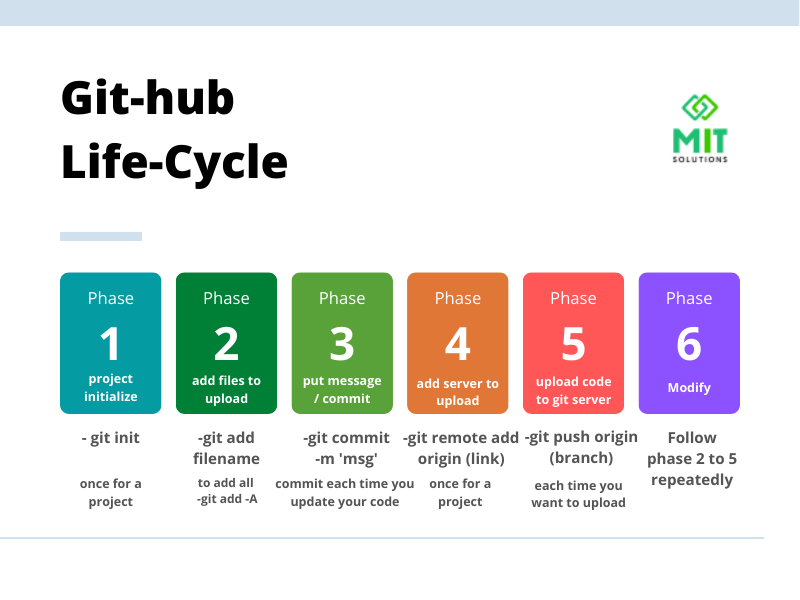 Git-hub
Life-Cycle
MIT
SOLUTIONS
Phase
1
project
initialize
- git init
once for a
project
Phase
2
add files to
upload
-git add
filename
to add all
-git add -A
Phase
3
put message
/ commit
-git commit
-m 'msg'
commit each time you
update your code
Phase
4
add server to
upload
-git remote add
origin (link)
once for a
project
Phase
5
upload code
to git server
-git push origin
(branch)
each time you
want to upload
Phase
6
Modify
Follow
phase 2 to 5
repeatedly